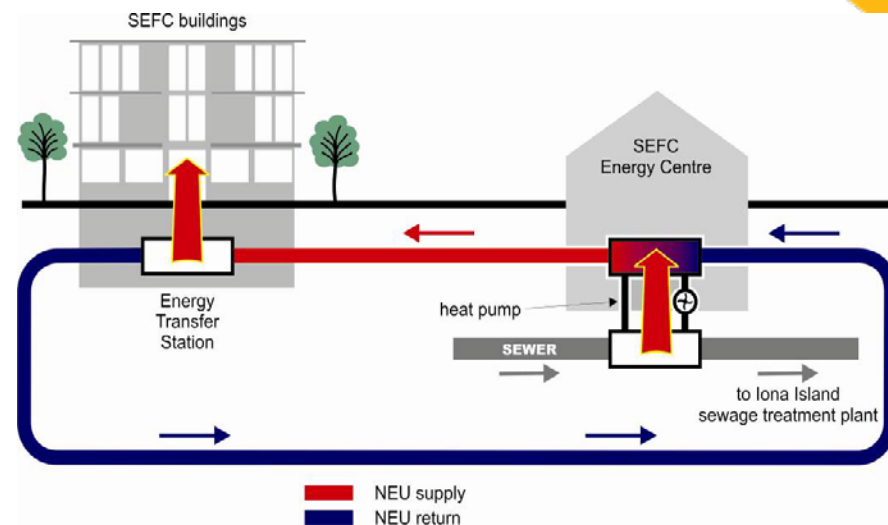 SEFC buildings
SEFC
Energy Centre
Energy
Transfer
Station
heat pump
SEWER
to Iona Island
sewage treatment plant
NEU supply
NEU return